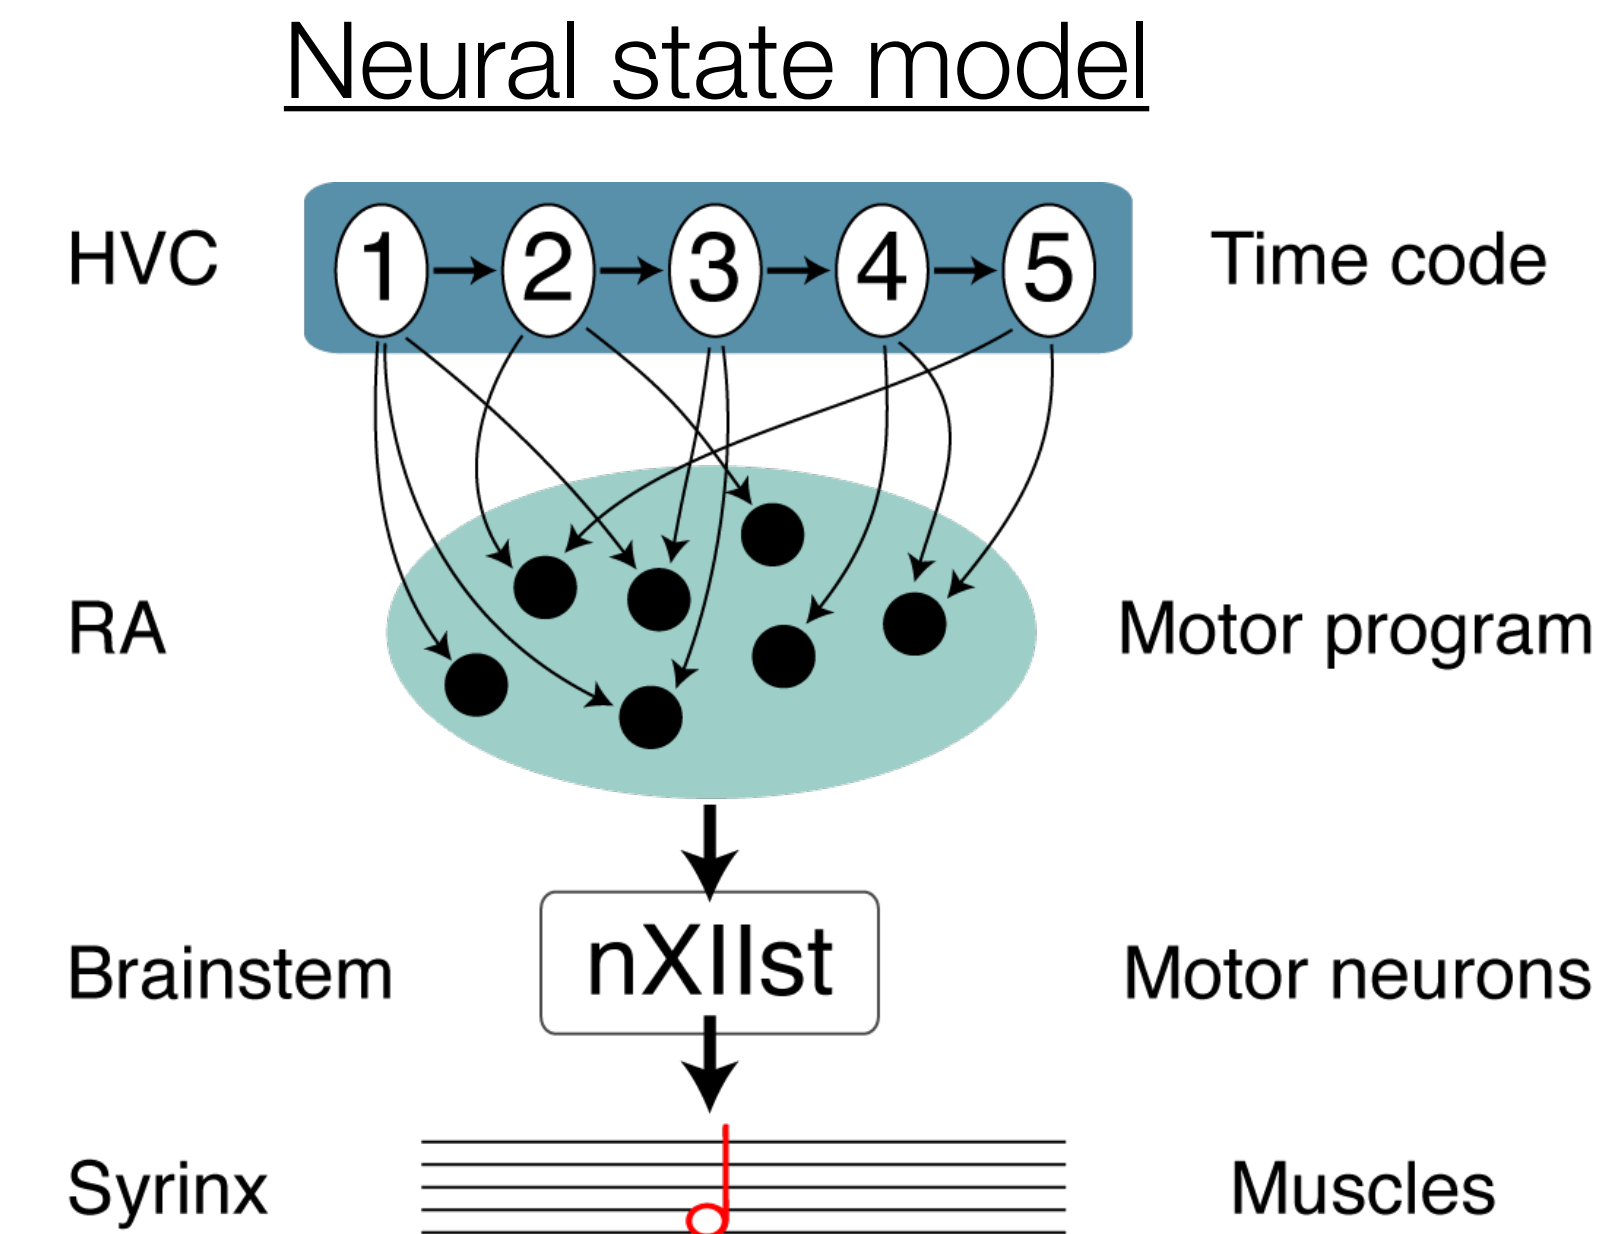 Neural state model
HVC 1 2 3 4 5 Time code
RA Motor program
Brainstem nXIIst Motor neurons
Syrinx Muscles